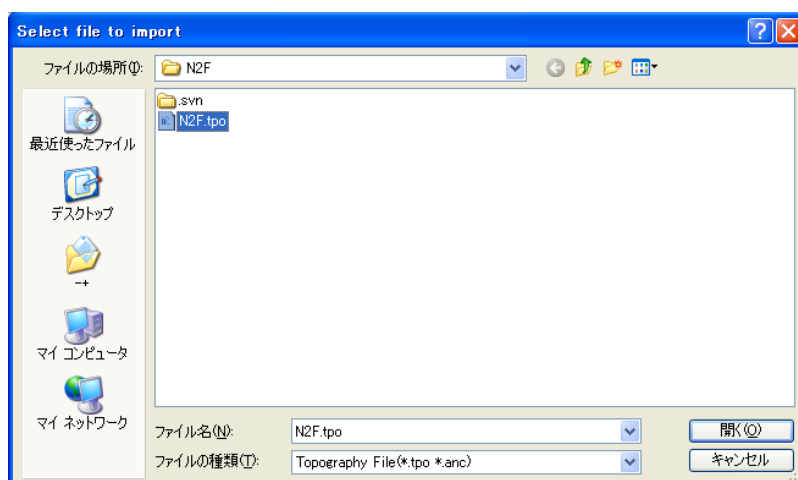 Select file to import
ファイルの場所(I):
N2F
.svn
N2F.tpo
最近使ったファイル
デスクトップ
-+
マイ コンピュータ
マイ ネットワーク
ファイル名(N):
N2F.tpo
開く(O)
ファイルの種類(T):
Topography File(*.tpo *.anc)
キャンセル